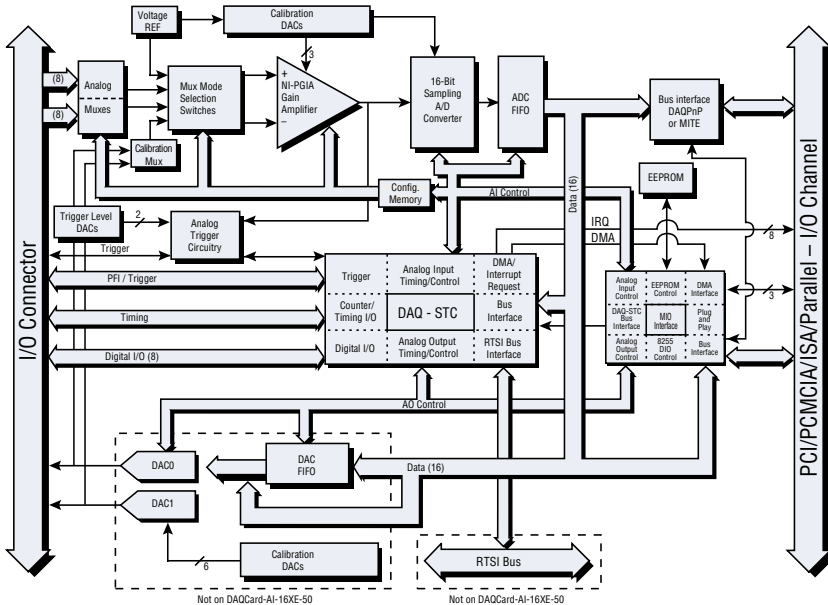 Voltage
REF
Calibration
DACs
3
(8)
(8)
Analog
Muxes
Mux Mode
Selection
Switches
+
NI-PGIA
Gain
Amplifier
–
16-Bit
Sampling
A/D
Converter
ADC
FIFO
Bus interface
DAQPnP
or MITE
Calibration
Mux
EEPROM
Config.
Memory
AI Control
Data (16)
Trigger Level
DACs
2
Analog
Trigger
Circuitry
Trigger
IRQ
DMA
8
I/O Connector
PCI/PCMCIA/ISA/Parallel – I/O Channel
PFI / Trigger
Timing
Digital I/O (8)
Trigger
Analog Input
Timing/Control
DMA/
Interrupt
Request
Counter/
Timing I/O
DAQ - STC
Bus
Interface
Digital I/O
Analog Output
Timing/Control
RTSI Bus
Interface
Analog
Input
Control
EEPROM
Control
DMA
Interface
DAQ-STC
Bus
Interface
MIO
Interface
Plug
and
Play
Analog
Output
Control
8255
DIO
Control
Bus
Interface
3
AO Control
DAC0
DAC
FIFO
Data (16)
DAC1
6
Calibration
DACs
RTSI Bus
Not on DAQCard-AI-16XE-50
Not on DAQCard-AI-16XE-50